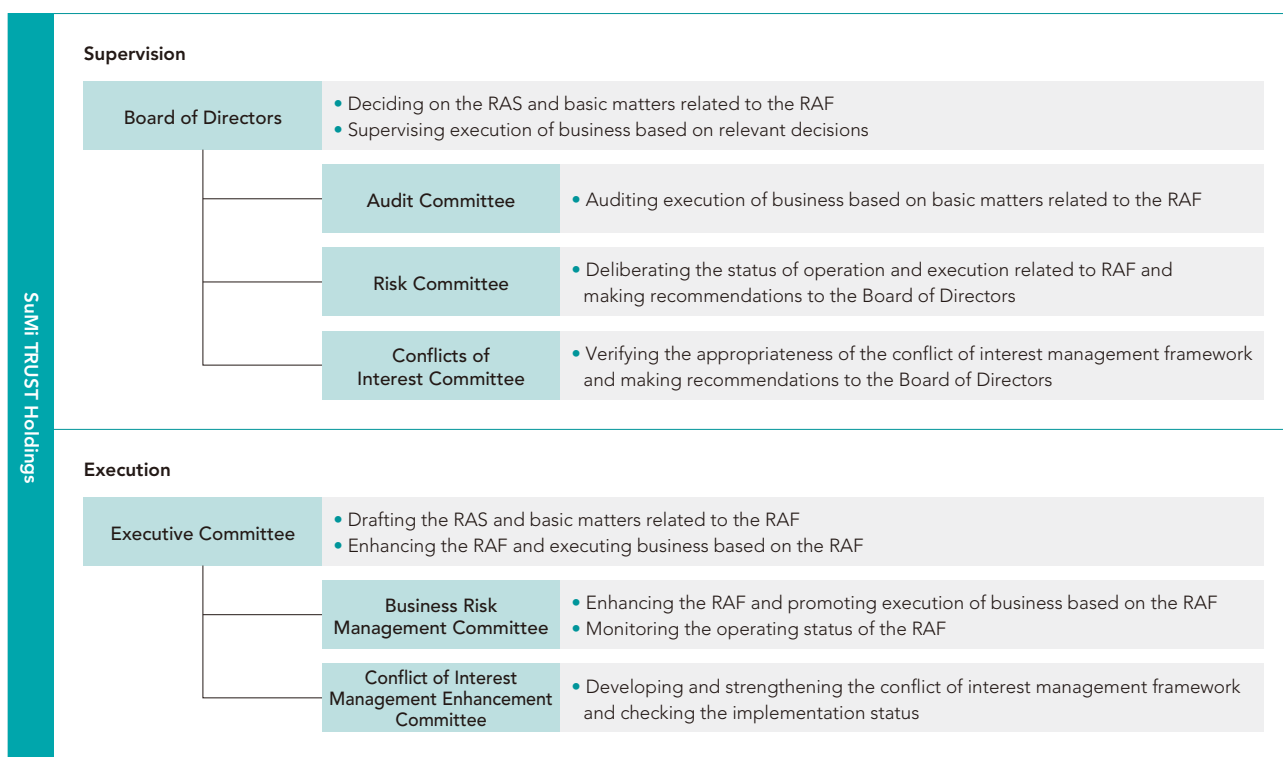 SuMi TRUST Holdings
Supervision
Board of Directors
• Deciding on the RAS and basic matters related to the RAF
• Supervising execution of business based on relevant decisions
Audit Committee
• Auditing execution of business based on basic matters related to the RAF
Risk Committee
• Deliberating the status of operation and execution related to RAF and
making recommendations to the Board of Directors
Conflicts of
Interest Committee
• Verifying the appropriateness of the conflict of interest management framework
and making recommendations to the Board of Directors
Execution
Executive Committee
• Drafting the RAS and basic matters related to the RAF
• Enhancing the RAF and executing business based on the RAF
Business Risk
Management Committee
• Enhancing the RAF and promoting execution of business based on the RAF
• Monitoring the operating status of the RAF
Conflict of Interest
Management Enhancement
Committee
• Developing and strengthening the conflict of interest management framework
and checking the implementation status